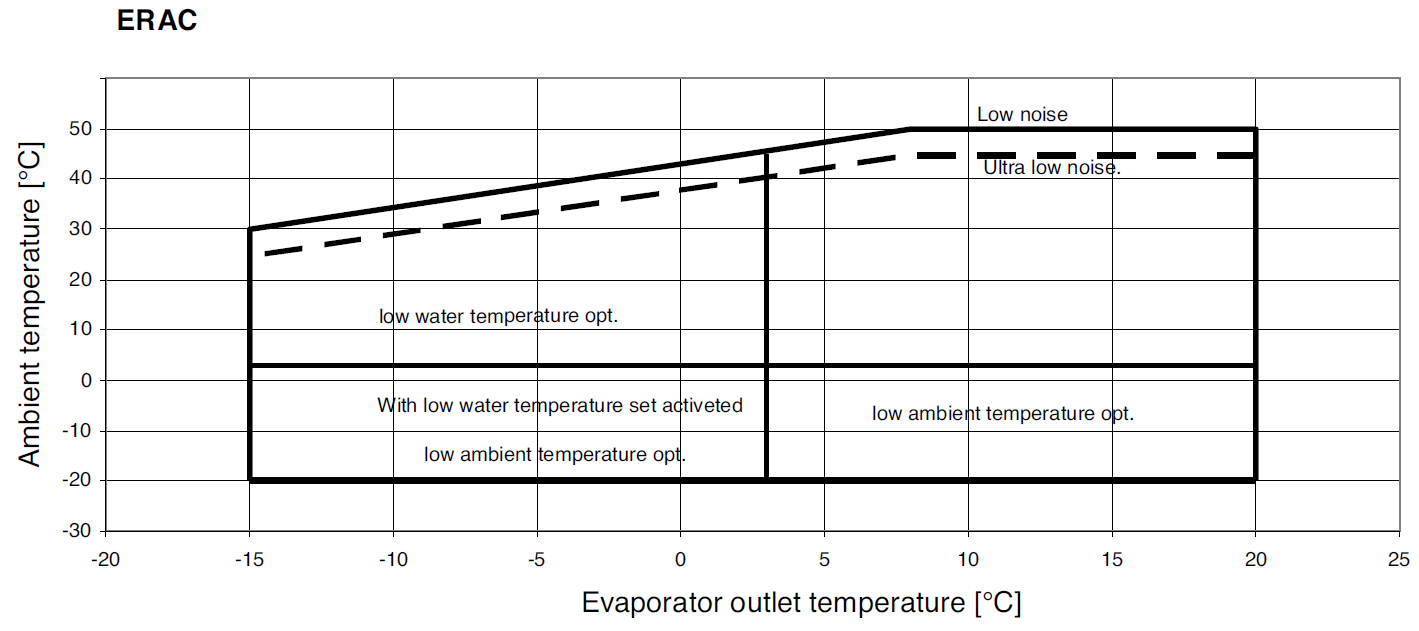 ERAC
Ambient temperature [°C]
50
40
30
20
10
0
-10
-20
-30
Low noise
Ultra low noise.
low water temperature opt.
With low water temperature set activeted
low ambient temperature opt.
low ambient temperature opt.
-20 -15 -10 -5 0 5 10 15 20 25
Evaporator outlet temperature [°C]